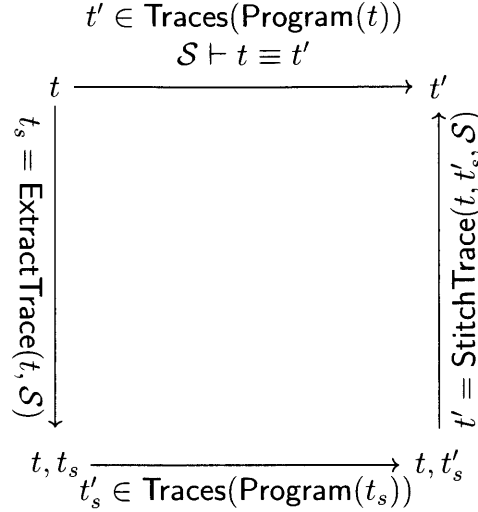 t′ ∈ Traces(Program(t))
𝒮 ⊢ t ≡ t′
t
t′
t_s = ExtractTrace(t, 𝒮)
t′ = StitchTrace(t, t′_s, 𝒮)
t, t_s
t, t′_s
t′_s ∈ Traces(Program(t_s))